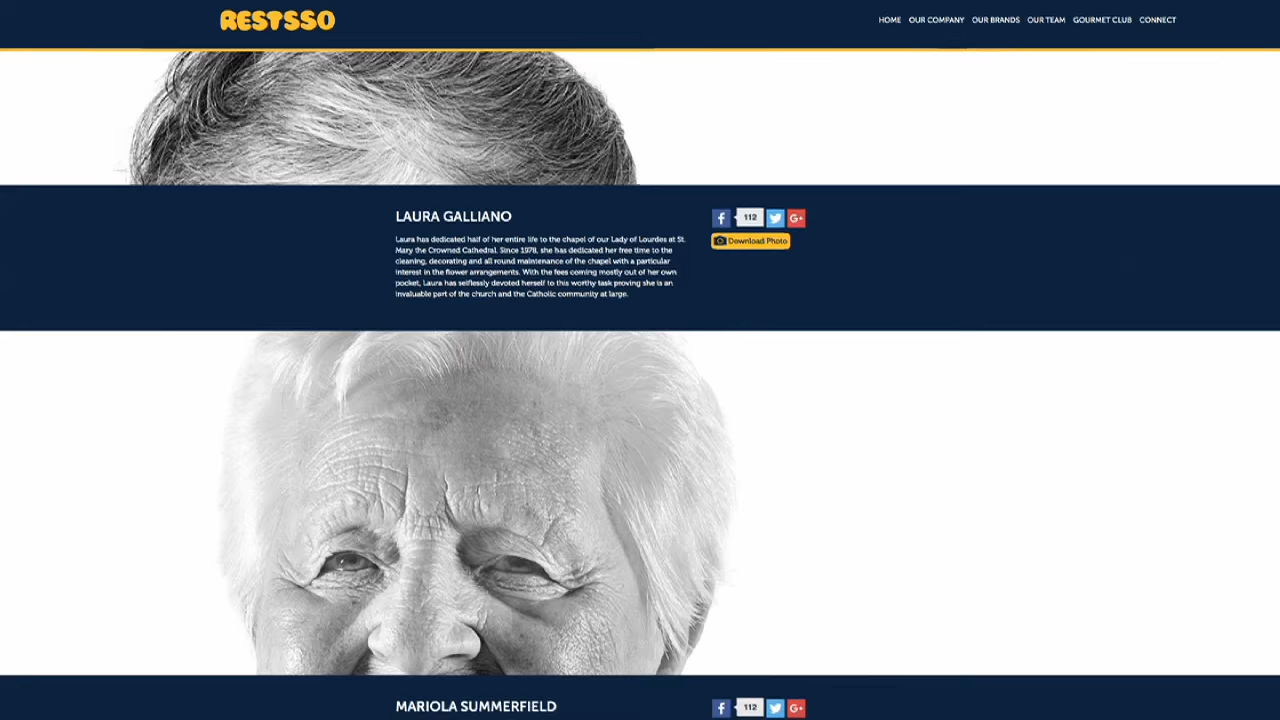 RESTSSO
HOME OUR COMPANY OUR BRANDS OUR TEAM GOURMET CLUB CONNECT
LAURA GALLIANO
f 112 G+
Download Photo
Laura has dedicated half of her entire life to the chapel of our Lady of Lourdes at St.
Mary the Crowned Cathedral. Since 1978, she has dedicated her free time to the
cleaning, decorating and all round maintenance of the chapel with a particular
interest in the flower arrangements. With the fees coming mostly out of her own
pocket, Laura has selflessly devoted herself to this worthy task proving she is an
invaluable part of the church and the Catholic community at large.
MARIOLA SUMMERFIELD
f 112 G+